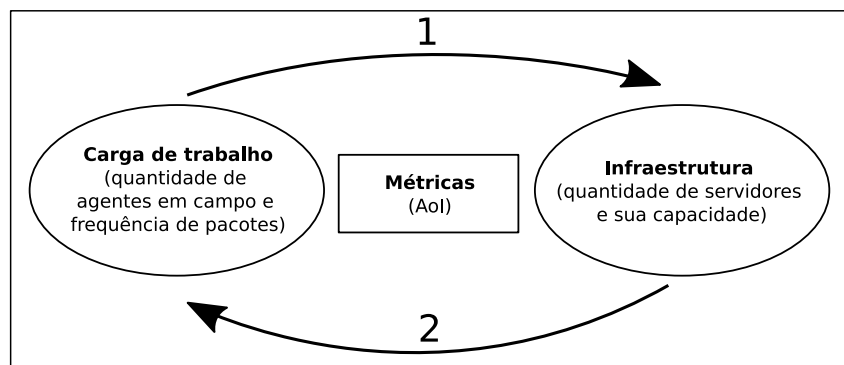 1
Carga de trabalho
(quantidade de
agentes em campo e
frequência de pacotes)
Métricas
(AoI)
Infraestrutura
(quantidade de servidores
e sua capacidade)
2